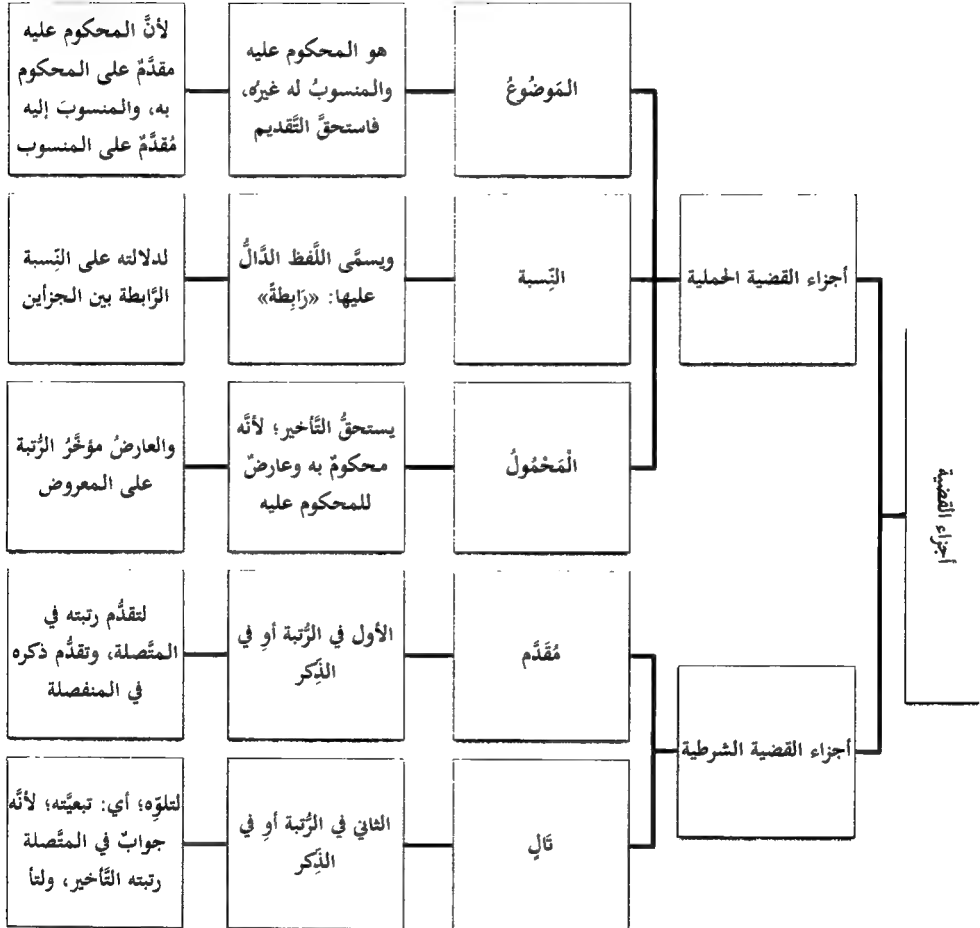 أجزاء القضية
أجزاء القضية الحملية
المَوضُوعُ
هو المحكوم عليه
والمنسوبُ له غيرُه،
فاستحقَّ التَّقديم
لأنَّ المحكوم عليه
مقدَّمٌ على المحكوم
به، والمنسوبَ إليه
مُقدَّمٌ على المنسوب
النِّسبة
ويسمَّى اللَّفظ الدَّالُّ
عليها: «رَابِطةً»
لدلالته على النِّسبة
الرَّابطة بين الجزأين
الْمَحْمُولُ
يستحقُّ التَّأخير؛ لأنَّه
محكومٌ به وعارضٌ
للمحكوم عليه
والعارضُ مؤخَّرُ الرُّتبة
على المعروض
أجزاء القضية الشرطية
مُقَدَّم
الأول في الرُّتبة أوِ في
الذِّكر
لتقدُّم رتبته في
المتَّصلة، وتقدُّم ذكره
في المنفصلة
تَالٍ
الثاني في الرُّتبة أوِ في
الذِّكر
لتلوِّه؛ أي: تبعيَّته؛ لأنَّه
جوابٌ في المتَّصلة
رتبته التَّأخير، ولتأ